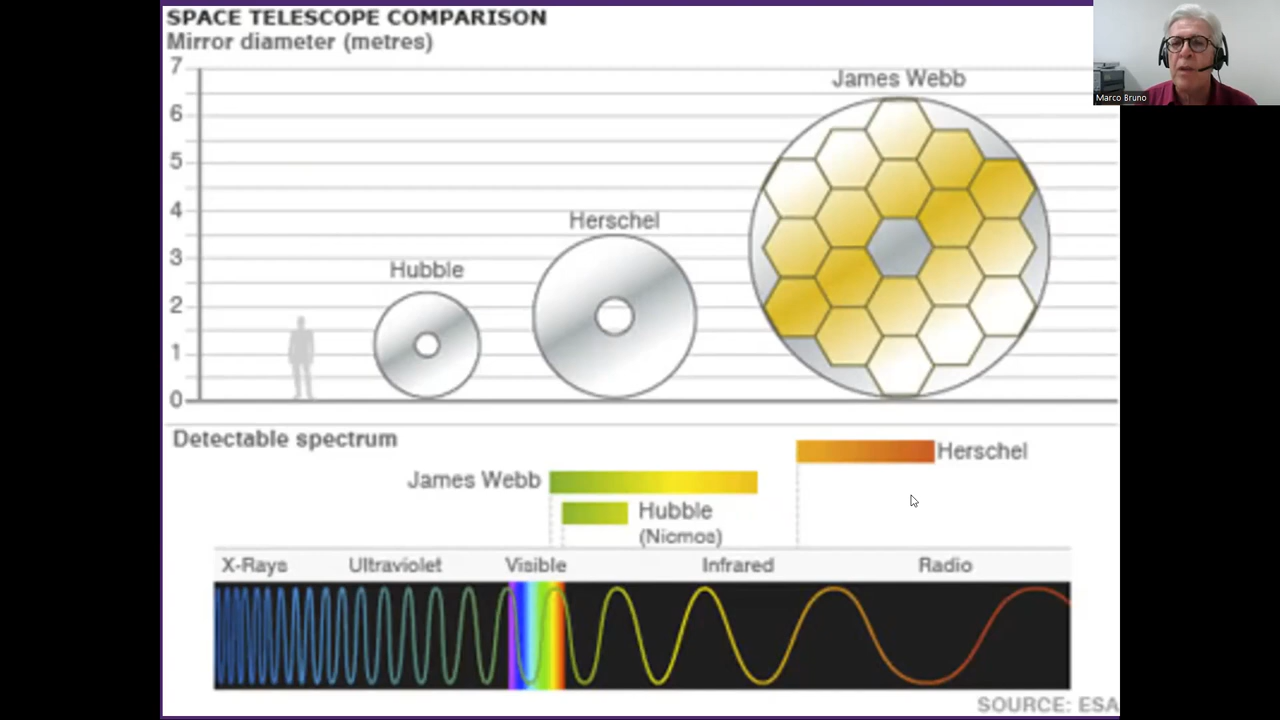 SPACE TELESCOPE COMPARISON
Mirror diameter (metres)
7
6
5
4
3
2
1
0
James Webb
Herschel
Hubble
Marco Bruno
Detectable spectrum
Herschel
James Webb
Hubble
(Nicmos)
X-Rays Ultraviolet Visible Infrared Radio
SOURCE: ESA